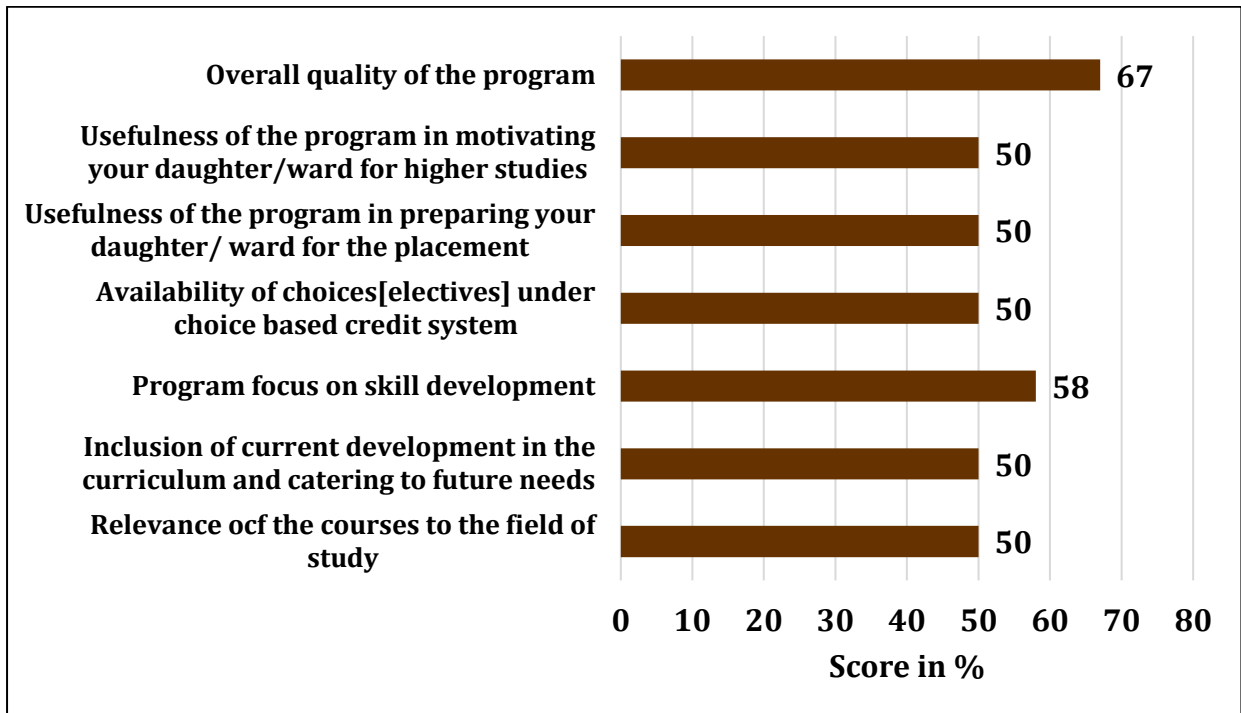 Overall quality of the program
67
Usefulness of the program in motivating
your daughter/ward for higher studies
50
Usefulness of the program in preparing your
daughter/ ward for the placement
50
Availability of choices[electives] under
choice based credit system
50
Program focus on skill development
58
Inclusion of current development in the
curriculum and catering to future needs
50
Relevance ocf the courses to the field of
study
50
0 10 20 30 40 50 60 70 80
Score in %